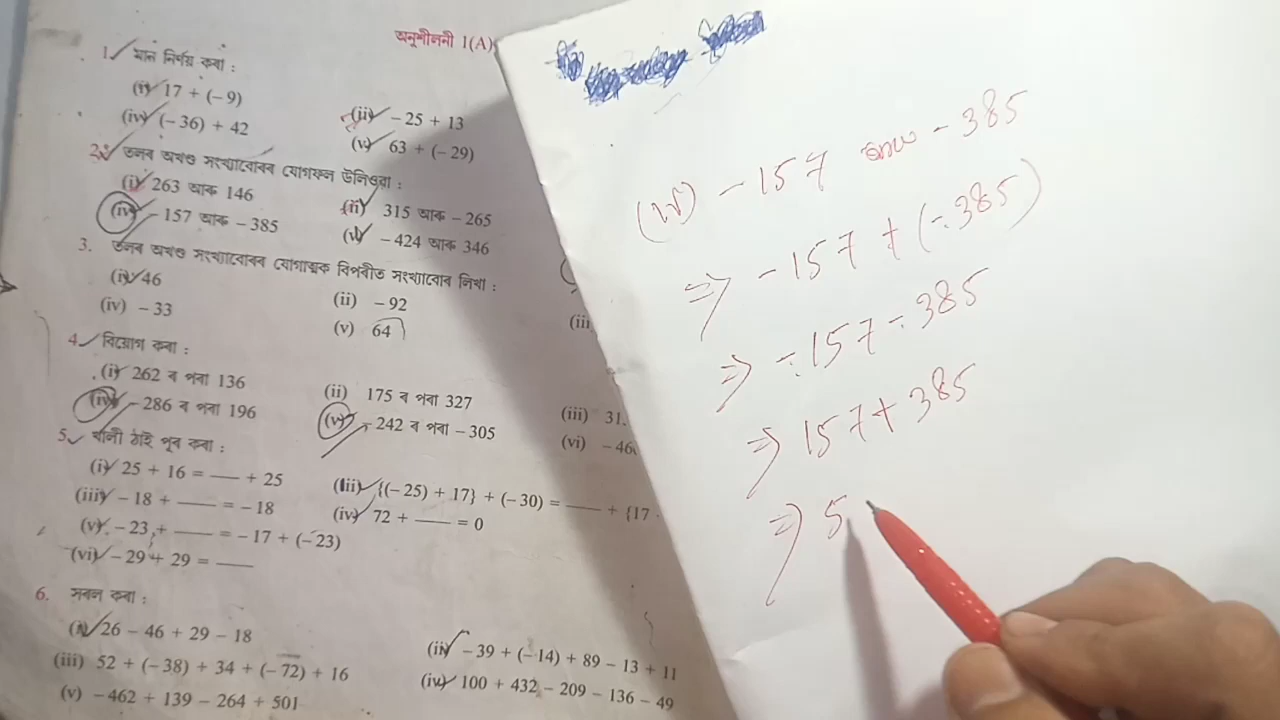 অনুশীলনী 1(A)
1. মান নিৰ্ণয় কৰা :
(i) 17 + (−9)
(ii) − 25 + 13
(iv) (− 36) + 42
(v) 63 + (− 29)
2. তলৰ অখণ্ড সংখ্যাবোৰৰ যোগফল উলিওৱা :
(i) 263 আৰু 146
(ii) 315 আৰু − 265
(iv) − 157 আৰু − 385
(v) − 424 আৰু 346
3. তলৰ অখণ্ড সংখ্যাবোৰৰ যোগাত্মক বিপৰীত সংখ্যাবোৰ লিখা :
(i) 46
(ii) − 92
(iii)
(iv) − 33
(v) 64
4. বিয়োগ কৰা :
(i) 262 ৰ পৰা 136
(ii) 175 ৰ পৰা 327
(iii) 31.
(iv) − 286 ৰ পৰা 196
(v) − 242 ৰ পৰা − 305
(vi) − 46
5. খালী ঠাই পূৰ কৰা :
(i) 25 + 16 = ___ + 25
(ii) {(− 25) + 17} + (− 30) = ___ + {17
(iii) − 18 + ___ = − 18
(iv) 72 + ___ = 0
(v) − 23 + ___ = − 17 + (− 23)
(vi) − 29 + 29 = ___
6. সৰল কৰা :
(i) 26 − 46 + 29 − 18
(ii) − 39 + (− 14) + 89 − 13 + 11
(iii) 52 + (− 38) + 34 + (− 72) + 16
(iv) 100 + 432 − 209 − 136 − 49
(v) − 462 + 139 − 264 + 501
(iv) − 157 আৰু − 385
⇒ − 157 + (− 385)
⇒ − 157 − 385
⇒ 157 + 385
⇒ 5